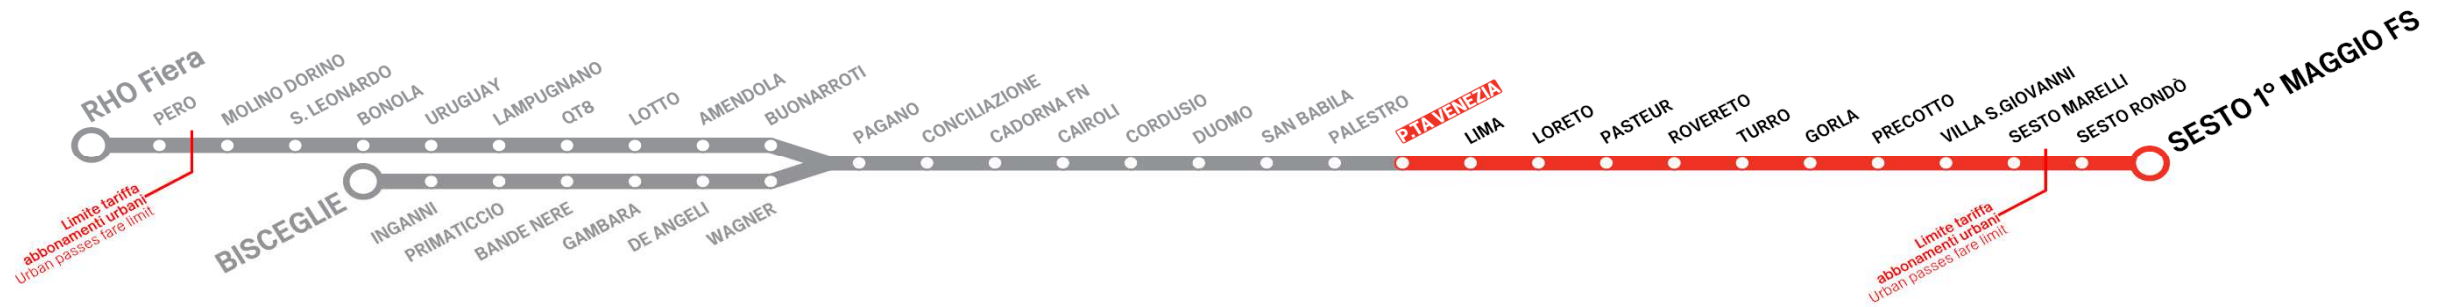 RHO Fiera
PERO
MOLINO DORINO
S. LEONARDO
BONOLA
URUGUAY
LAMPUGNANO
QT8
LOTTO
AMENDOLA
BUONARROTI
PAGANO
CONCILIAZIONE
CADORNA FN
CAIROLI
CORDUSIO
DUOMO
SAN BABILA
PALESTRO
P.TA VENEZIA
LIMA
LORETO
PASTEUR
ROVERETO
TURRO
GORLA
PRECOTTO
VILLA S.GIOVANNI
SESTO MARELLI
SESTO RONDÒ
SESTO 1° MAGGIO FS
Limite tariffa
abbonamenti urbani
Urban passes fare limit
BISCEGLIE
INGANNI
PRIMATICCIO
BANDE NERE
GAMBARA
DE ANGELI
WAGNER
Limite tariffa
abbonamenti urbani
Urban passes fare limit